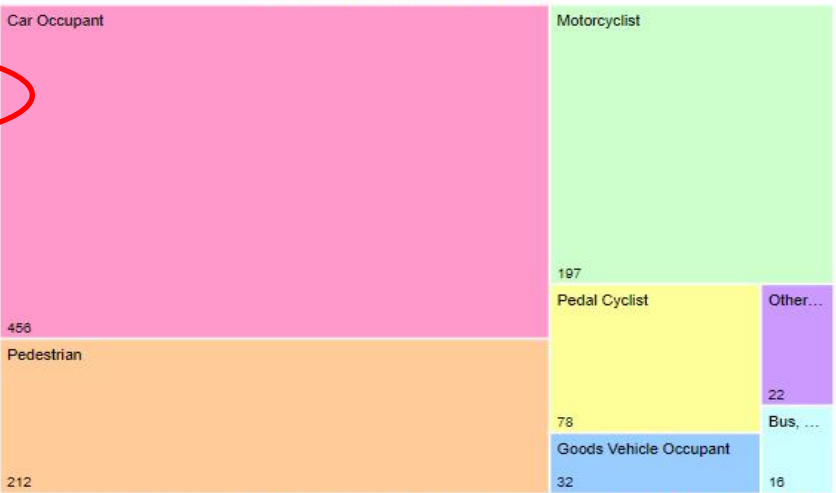 Car Occupant
456
Pedestrian
212
Motorcyclist
197
Pedal Cyclist
78
Goods Vehicle Occupant
32
Other...
22
Bus, ...
16